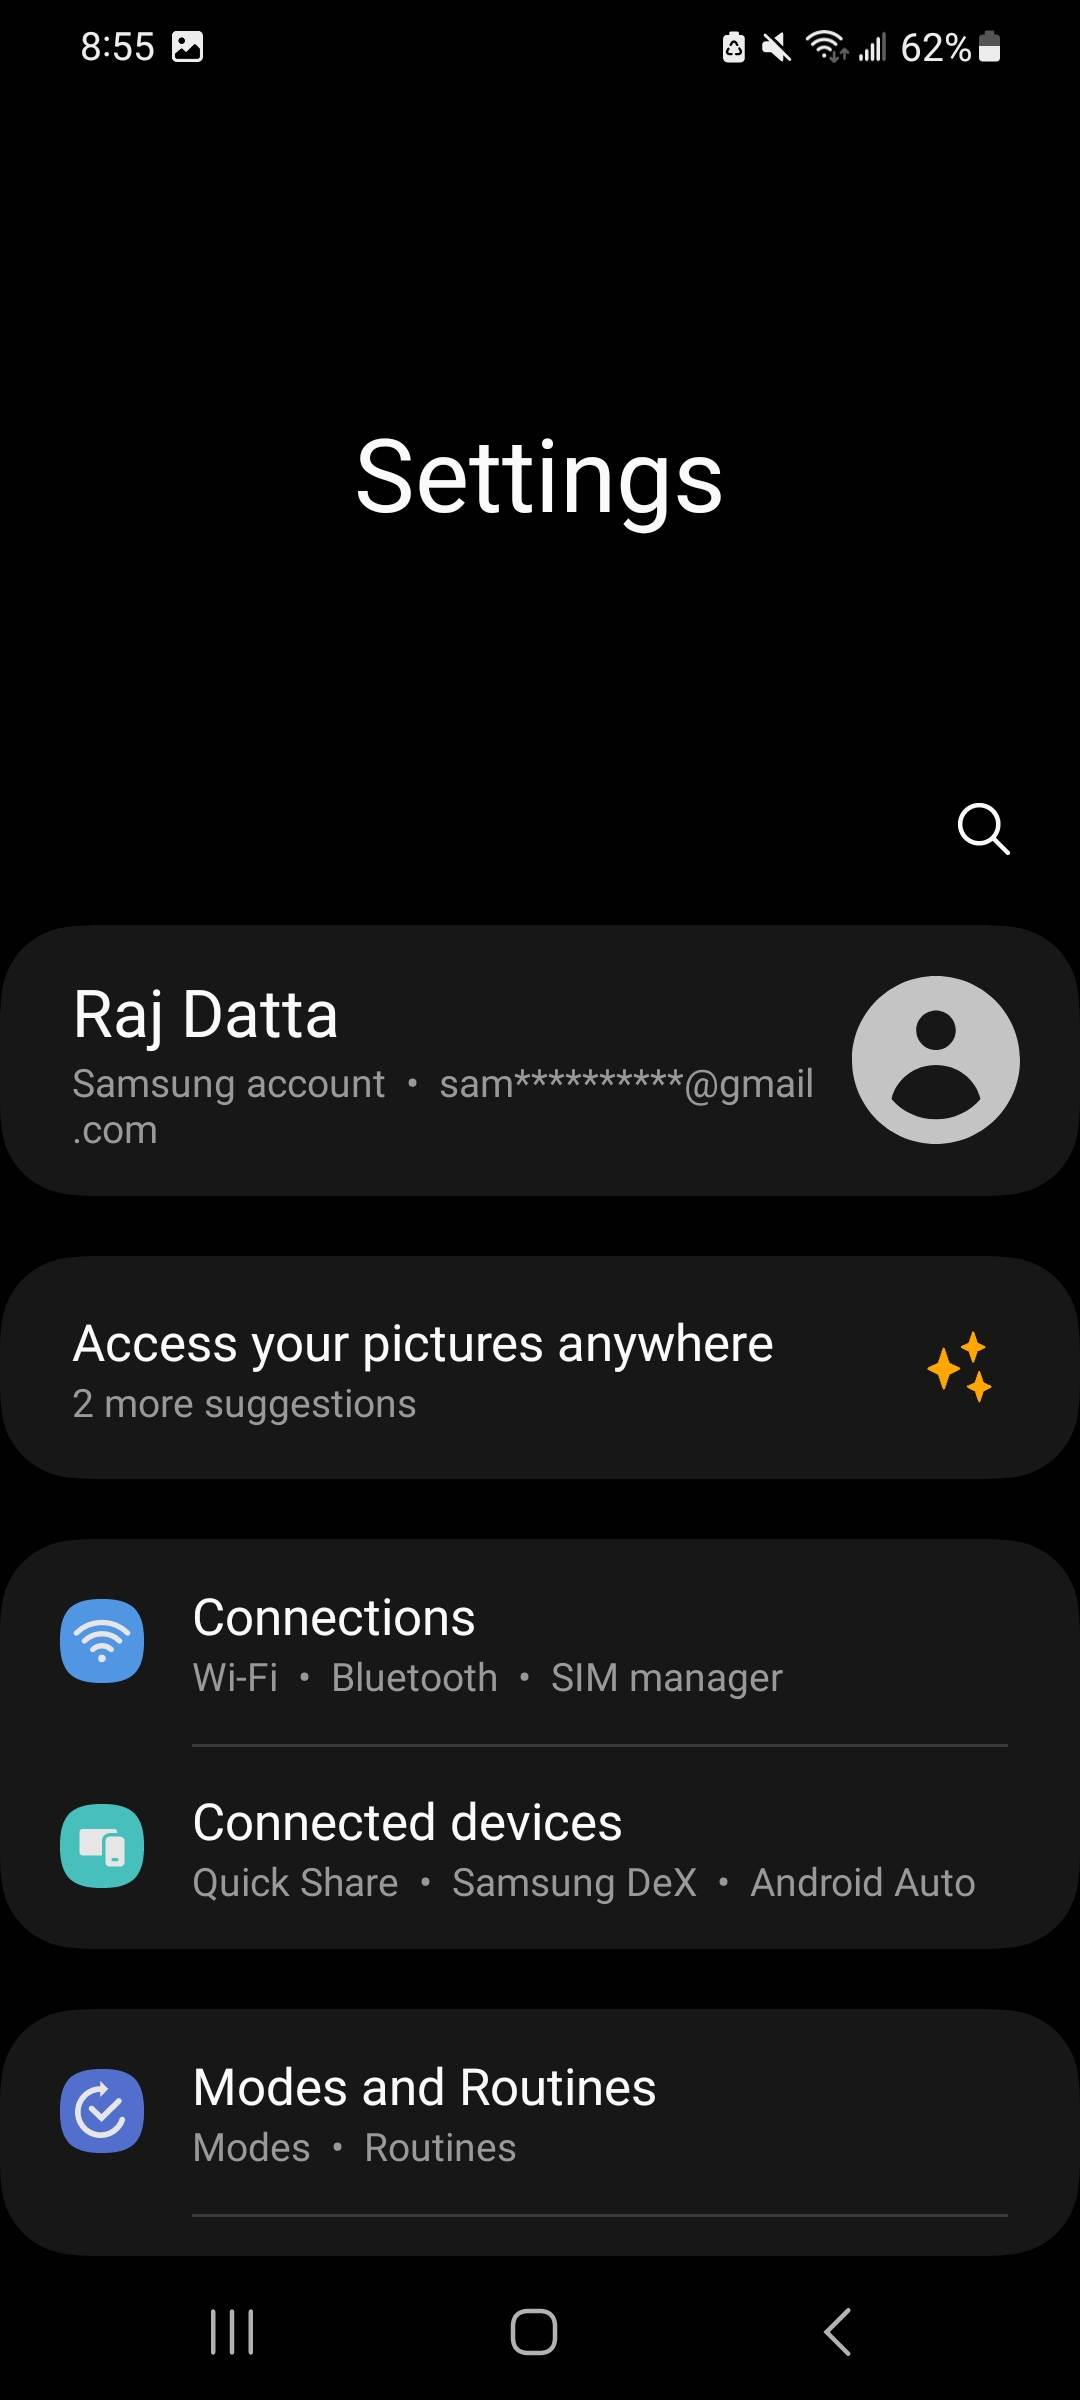 8:55 62%
Settings
Raj Datta
Samsung account • sam**********@gmail
.com
Access your pictures anywhere
2 more suggestions
Connections
Wi-Fi • Bluetooth • SIM manager
Connected devices
Quick Share • Samsung DeX • Android Auto
Modes and Routines
Modes • Routines